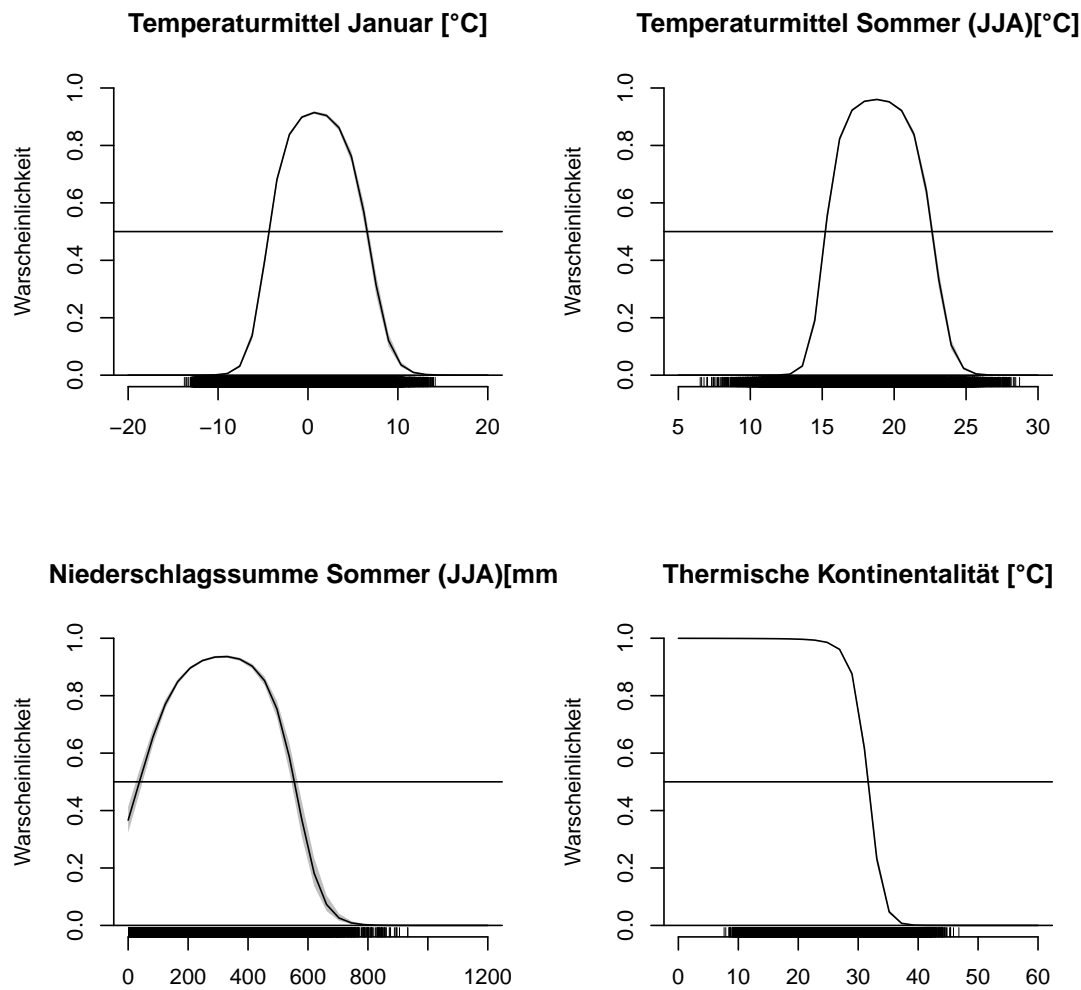 Temperaturmittel Januar [°C]
Warscheinlichkeit
0.0 0.2 0.4 0.6 0.8 1.0
−20 −10 0 10 20
Temperaturmittel Sommer (JJA)[°C]
Warscheinlichkeit
0.0 0.2 0.4 0.6 0.8 1.0
5 10 15 20 25 30
Niederschlagssumme Sommer (JJA)[mm
Warscheinlichkeit
0.0 0.2 0.4 0.6 0.8 1.0
0 200 400 600 800 1200
Thermische Kontinentalität [°C]
Warscheinlichkeit
0.0 0.2 0.4 0.6 0.8 1.0
0 10 20 30 40 50 60